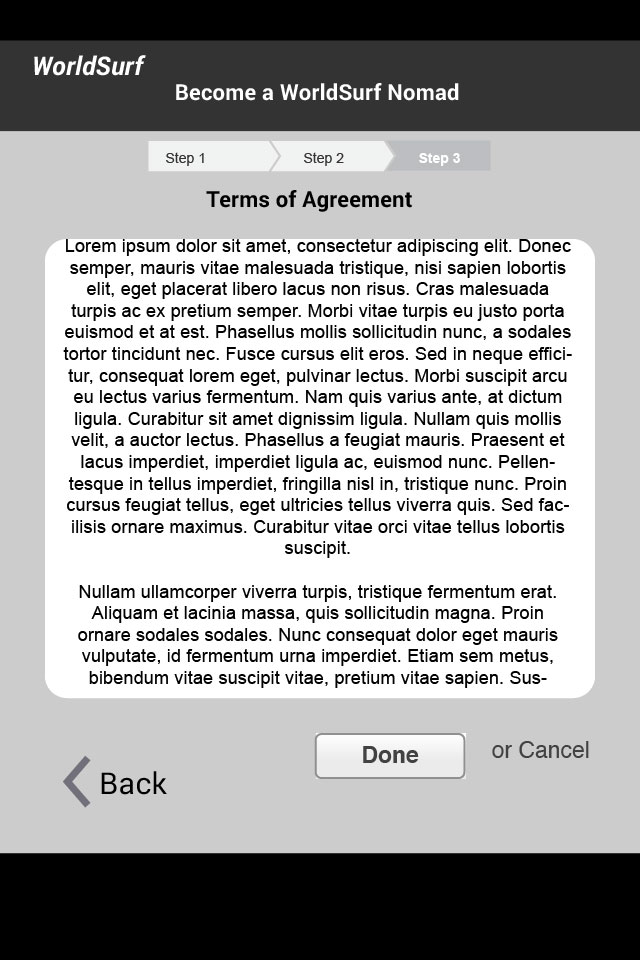 WorldSurf
Become a WorldSurf Nomad
Step 1
Step 2
Step 3
Terms of Agreement
Lorem ipsum dolor sit amet, consectetur adipiscing elit. Donec
semper, mauris vitae malesuada tristique, nisi sapien lobortis
elit, eget placerat libero lacus non risus. Cras malesuada
turpis ac ex pretium semper. Morbi vitae turpis eu justo porta
euismod et at est. Phasellus mollis sollicitudin nunc, a sodales
tortor tincidunt nec. Fusce cursus elit eros. Sed in neque effici-
tur, consequat lorem eget, pulvinar lectus. Morbi suscipit arcu
eu lectus varius fermentum. Nam quis varius ante, at dictum
ligula. Curabitur sit amet dignissim ligula. Nullam quis mollis
velit, a auctor lectus. Phasellus a feugiat mauris. Praesent et
lacus imperdiet, imperdiet ligula ac, euismod nunc. Pellen-
tesque in tellus imperdiet, fringilla nisl in, tristique nunc. Proin
cursus feugiat tellus, eget ultricies tellus viverra quis. Sed fac-
ilisis ornare maximus. Curabitur vitae orci vitae tellus lobortis
suscipit.
Nullam ullamcorper viverra turpis, tristique fermentum erat.
Aliquam et lacinia massa, quis sollicitudin magna. Proin
ornare sodales sodales. Nunc consequat dolor eget mauris
vulputate, id fermentum urna imperdiet. Etiam sem metus,
bibendum vitae suscipit vitae, pretium vitae sapien. Sus-
Done
or Cancel
Back